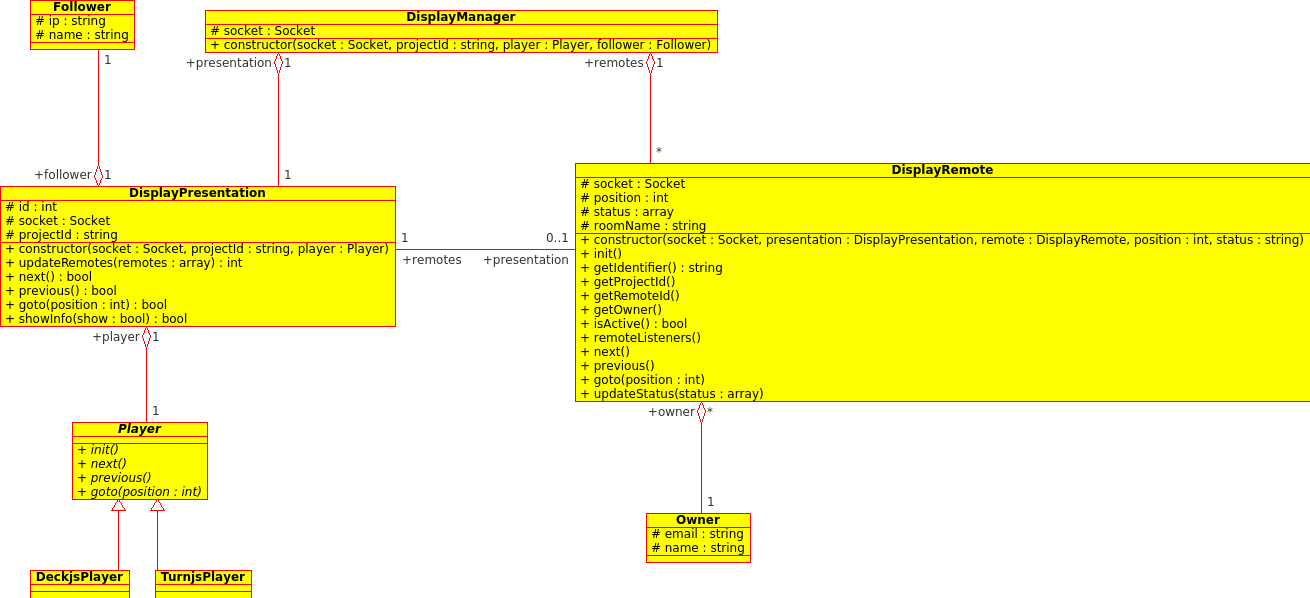 Follower
# ip : string
# name : string
DisplayManager
# socket : Socket
+ constructor(socket : Socket, projectId : string, player : Player, follower : Follower)
1
+presentation
1
+remotes
1
*
+follower
1
1
DisplayPresentation
# id : int
# socket : Socket
# projectId : string
+ constructor(socket : Socket, projectId : string, player : Player)
+ updateRemotes(remotes : array) : int
+ next() : bool
+ previous() : bool
+ goto(position : int) : bool
+ showInfo(show : bool) : bool
1
0..1
+remotes
+presentation
DisplayRemote
# socket : Socket
# position : int
# status : array
# roomName : string
+ constructor(socket : Socket, presentation : DisplayPresentation, remote : DisplayRemote, position : int, status : string)
+ init()
+ getIdentifier() : string
+ getProjectId()
+ getRemoteId()
+ getOwner()
+ isActive() : bool
+ remoteListeners()
+ next()
+ previous()
+ goto(position : int)
+ updateStatus(status : array)
+player
1
1
Player
+ init()
+ next()
+ previous()
+ goto(position : int)
+owner
*
1
Owner
# email : string
# name : string
DeckjsPlayer
TurnjsPlayer